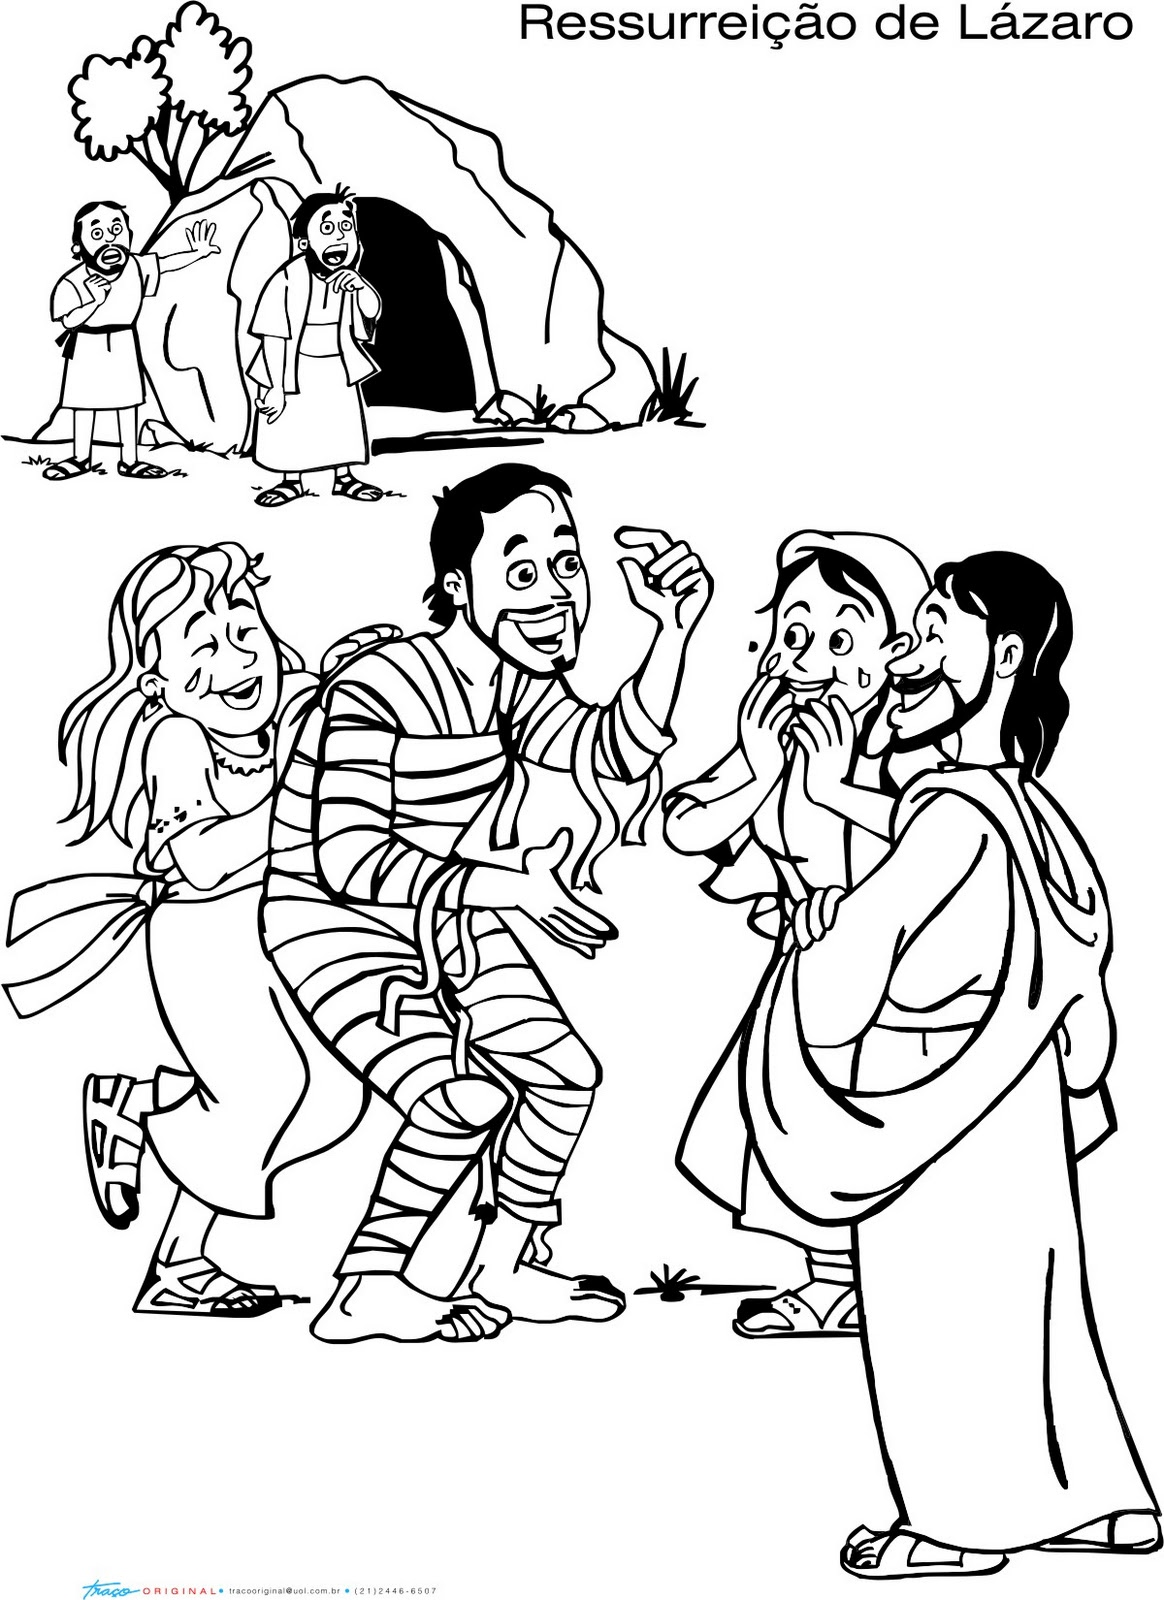 Ressurreição de Lázaro
traço ORIGINAL • tracooriginal@uol.com.br • (21)2446-6507